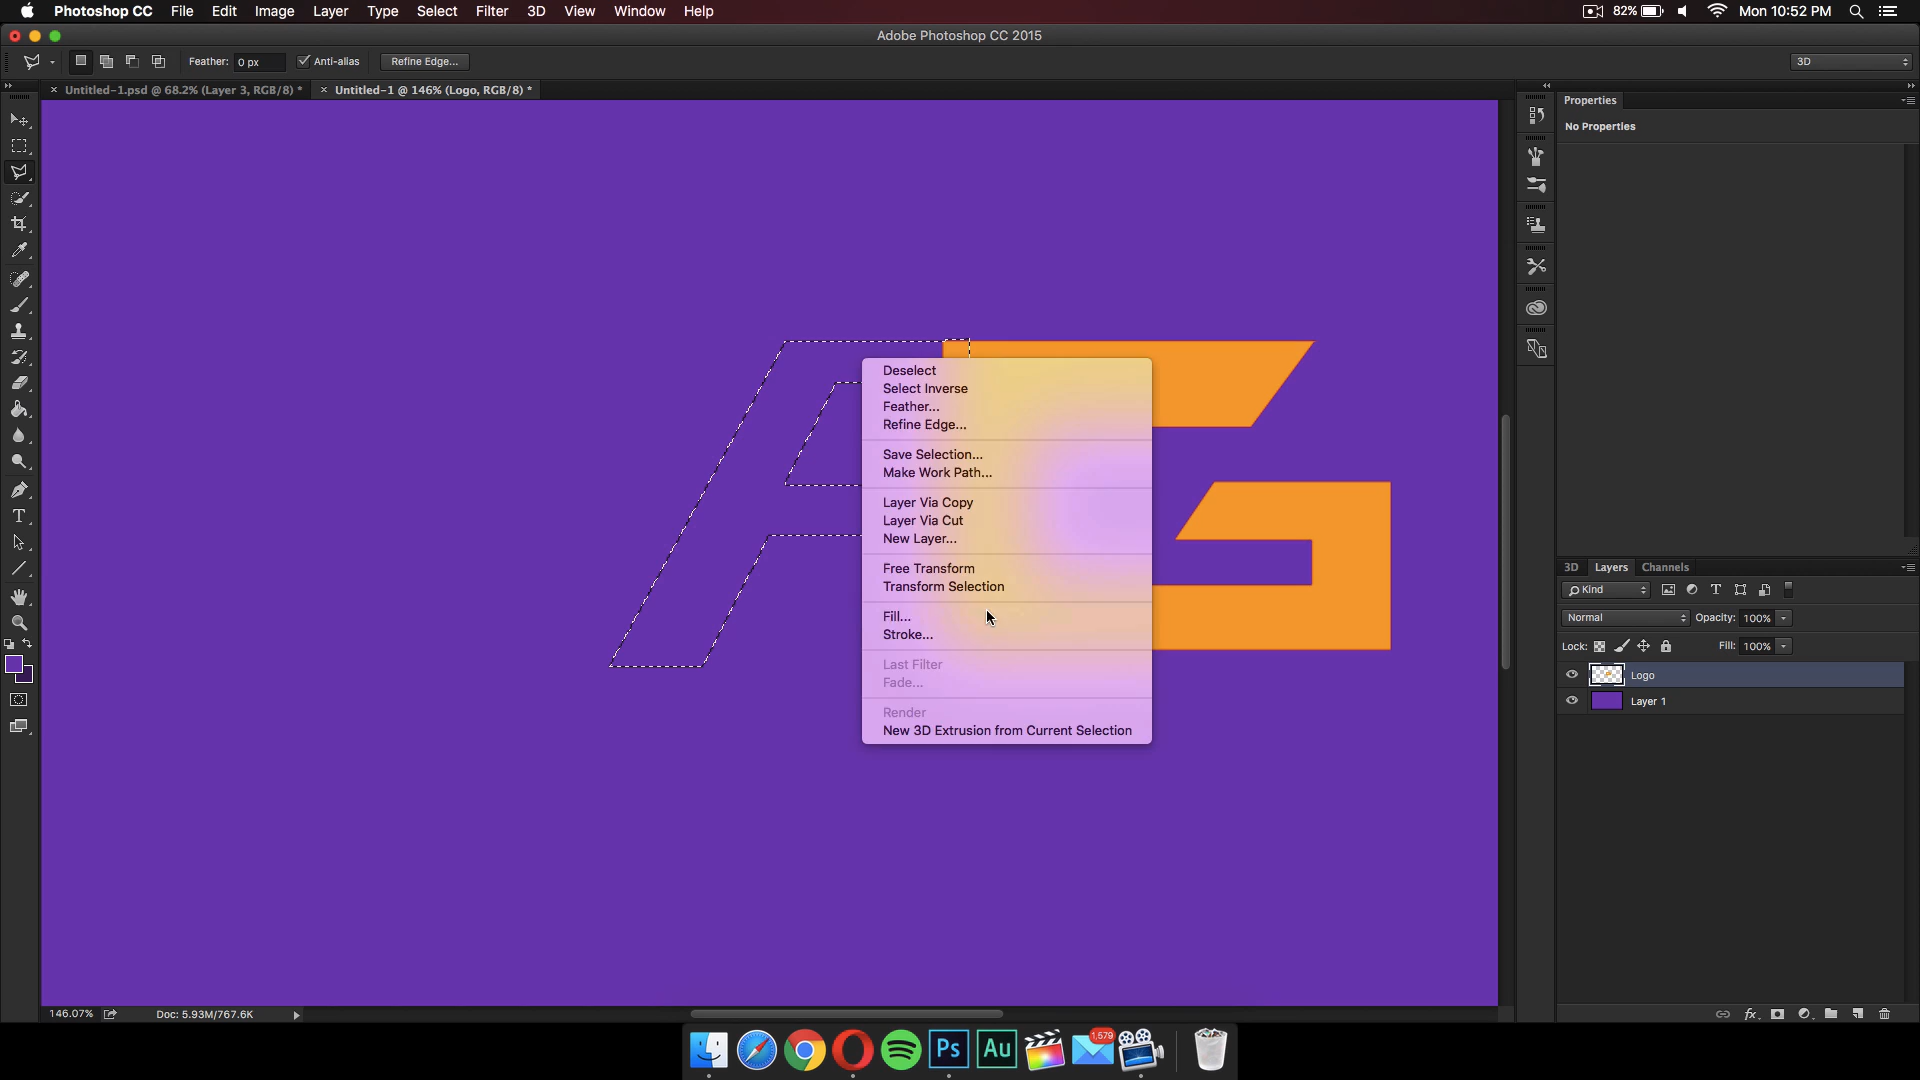 Photoshop CC File Edit Image Layer Type Select Filter 3D View Window Help 82% Mon 10:52 PM
Adobe Photoshop CC 2015
Feather: 0 px Anti-alias Refine Edge... 3D
Untitled-1.psd @ 68.2% (Layer 3, RGB/8) * Untitled-1 @ 146% (Logo, RGB/8) *
Properties
No Properties
Deselect
Select Inverse
Feather...
Refine Edge...
Save Selection...
Make Work Path...
Layer Via Copy
Layer Via Cut
New Layer...
Free Transform
Transform Selection
Fill...
Stroke...
Last Filter
Fade...
Render
New 3D Extrusion from Current Selection
3D Layers Channels
Kind
Normal Opacity: 100%
Lock: Fill: 100%
Logo
Layer 1
146.07% Doc: 5.93M/767.6K
Ps Au 1,579